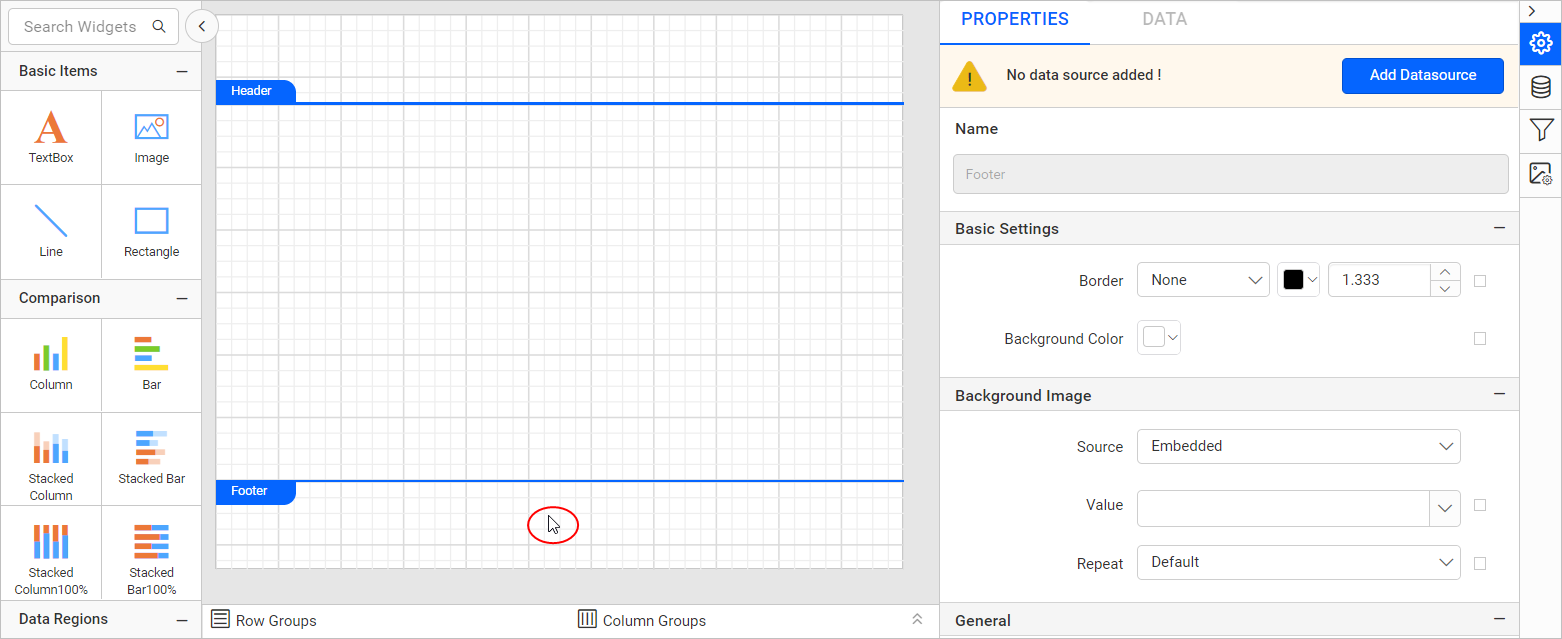 Search Widgets
Basic Items
TextBox
Image
Line
Rectangle
Comparison
Column
Bar
Stacked
Column
Stacked Bar
Stacked
Column100%
Stacked
Bar100%
Data Regions
Header
Footer
Row Groups
Column Groups
PROPERTIES
DATA
No data source added !
Add Datasource
Name
Footer
Basic Settings
Border
None
1.333
Background Color
Background Image
Source
Embedded
Value
Repeat
Default
General